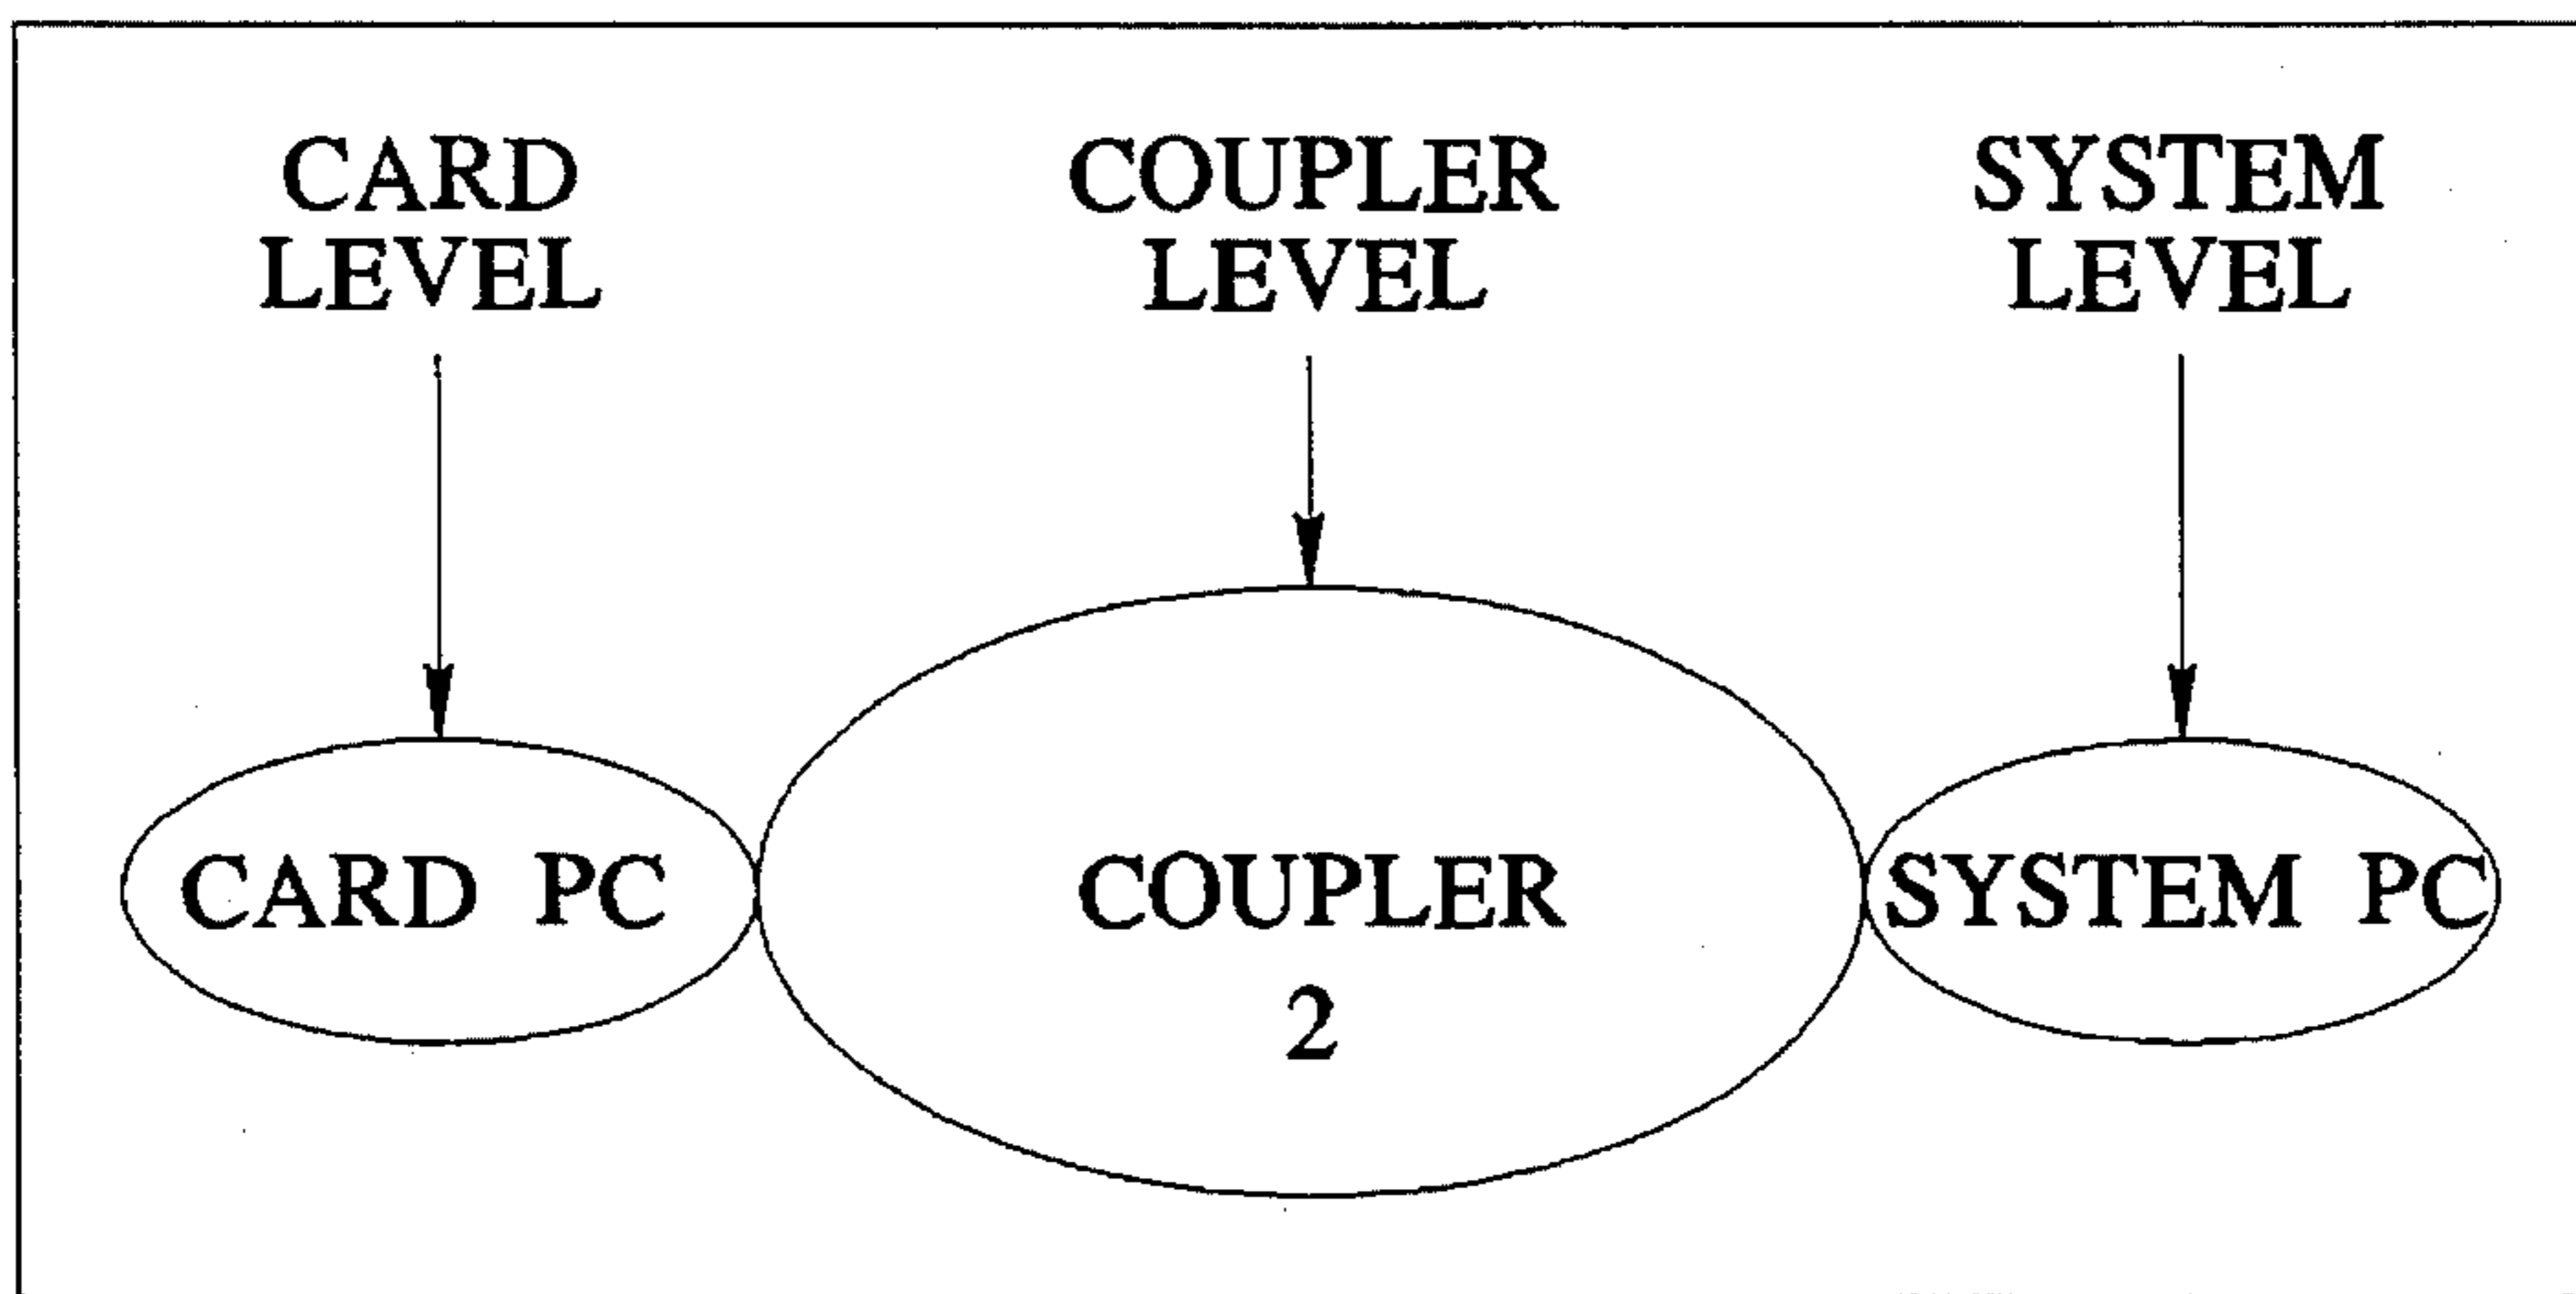 CARD
LEVEL
COUPLER
LEVEL
SYSTEM
LEVEL
CARD PC
COUPLER
2
SYSTEM PC